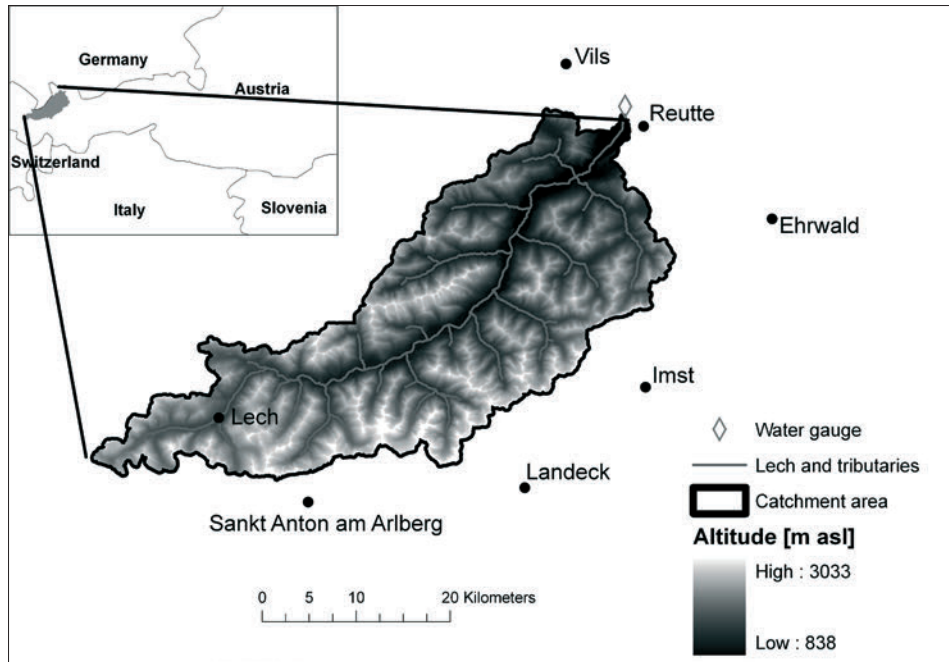 Germany
Austria
Switzerland
Italy
Slovenia
Vils
Reutte
Ehrwald
Imst
Lech
Landeck
Sankt Anton am Arlberg
Water gauge
Lech and tributaries
Catchment area
Altitude [m asl]
High : 3033
Low : 838
0 5 10 20 Kilometers